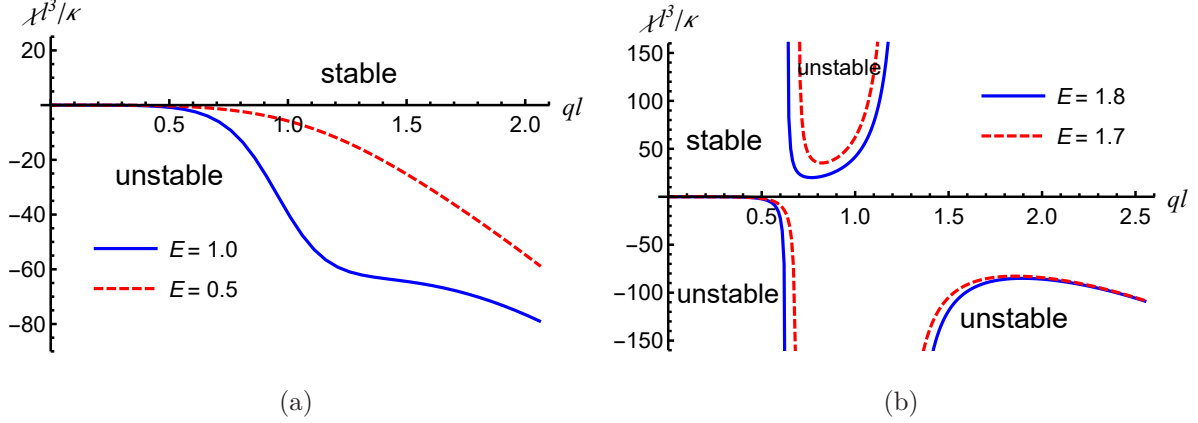 χl³/κ
20
stable
0
0.5 1.0 1.5 2.0 ql
−10
−20
unstable
−40
E = 1.0
−60
E = 0.5
−80
(a)
χl³/κ
150
unstable
100
E = 1.8
stable
E = 1.7
50
0
0.5 1.0 1.5 2.0 2.5 ql
−50
−100
unstable
unstable
−150
(b)